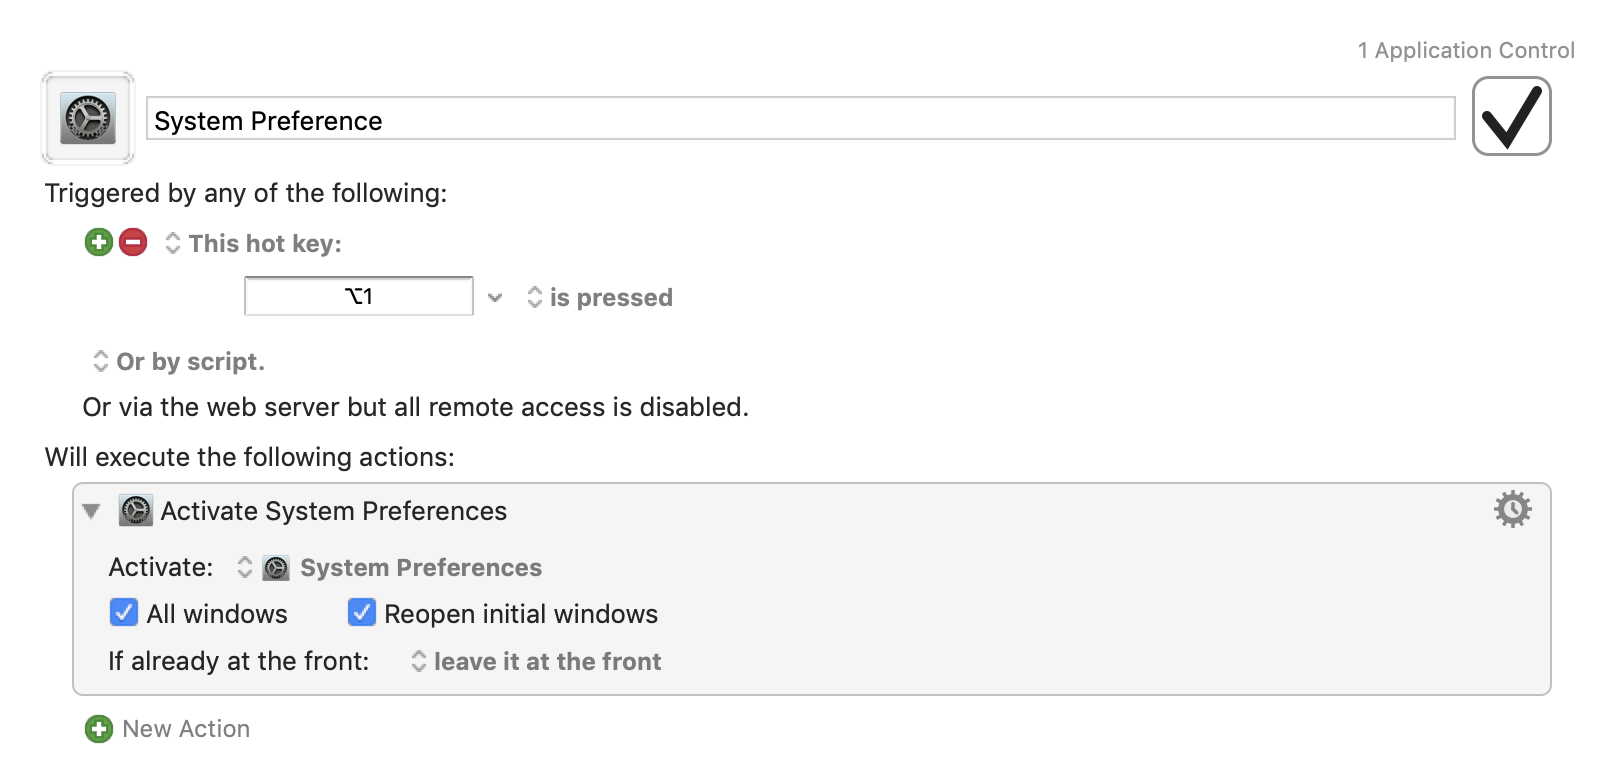 1 Application Control
System Preference
Triggered by any of the following:
This hot key:
⌥1 is pressed
Or by script.
Or via the web server but all remote access is disabled.
Will execute the following actions:
Activate System Preferences
Activate: System Preferences
All windows Reopen initial windows
If already at the front: leave it at the front
New Action